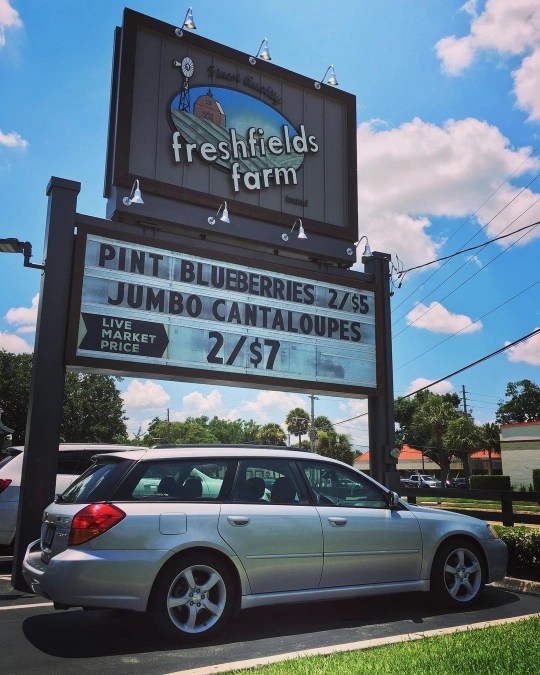 freshfields
farm
PINT BLUEBERRIES 2/$5
JUMBO CANTALOUPES
LIVE
MARKET
PRICE
2/$7